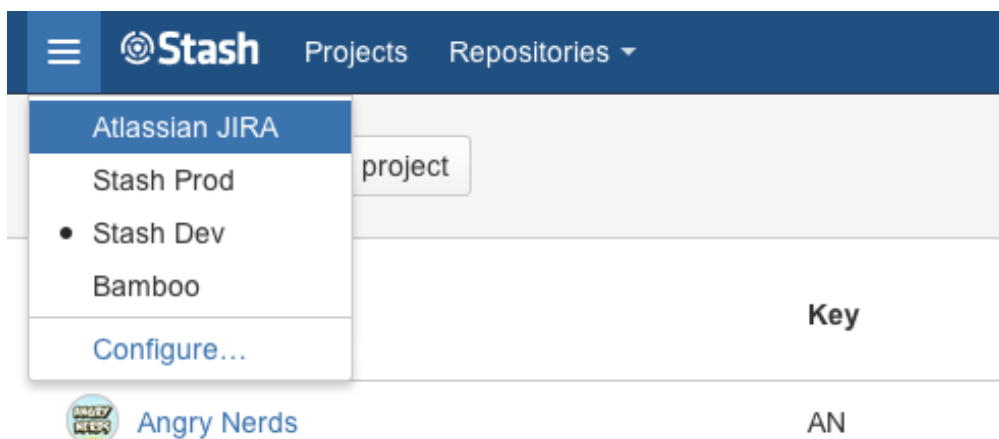 Stash Projects Repositories
Atlassian JIRA
project
Stash Prod
Stash Dev
Bamboo
Key
Configure…
Angry Nerds AN